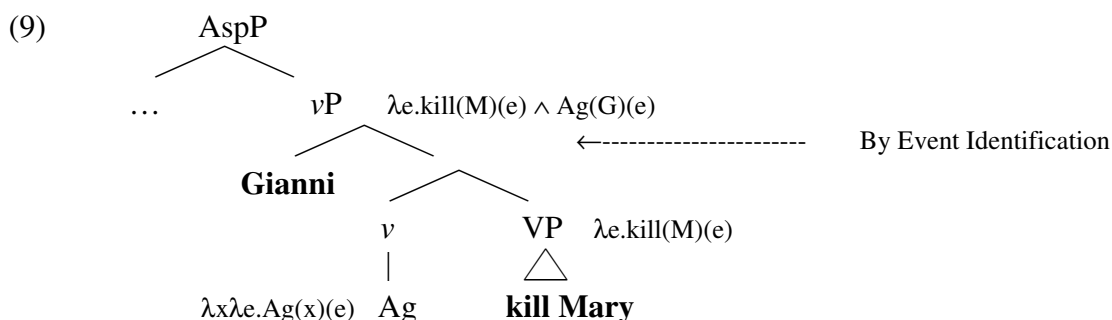 (9) AspP
… vP λe.kill(M)(e) ∧ Ag(G)(e)
←---------------------- By Event Identification
Gianni
v VP λe.kill(M)(e)
λxλe.Ag(x)(e) Ag kill Mary